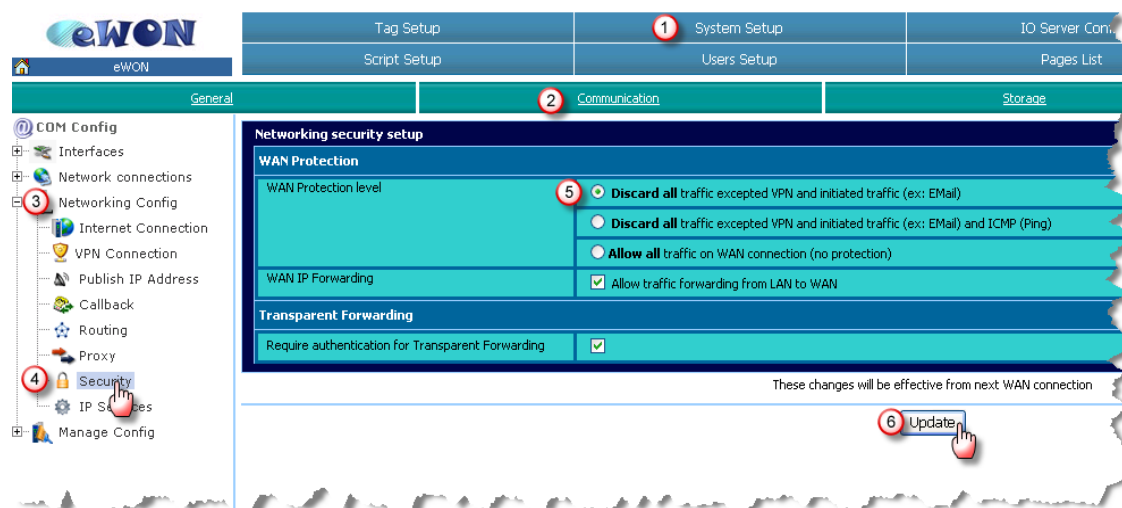 eWON
Tag Setup
1 System Setup
IO Server Con
eWON
Script Setup
Users Setup
Pages List
General
2 Communication
Storage
COM Config
Interfaces
Network connections
3 Networking Config
Internet Connection
VPN Connection
Publish IP Address
Callback
Routing
Proxy
4 Security
IP Services
Manage Config
Networking security setup
WAN Protection
WAN Protection level
5 Discard all traffic excepted VPN and initiated traffic (ex: EMail)
Discard all traffic excepted VPN and initiated traffic (ex: EMail) and ICMP (Ping)
Allow all traffic on WAN connection (no protection)
WAN IP Forwarding
Allow traffic forwarding from LAN to WAN
Transparent Forwarding
Require authentication for Transparent Forwarding
These changes will be effective from next WAN connection
6 Update